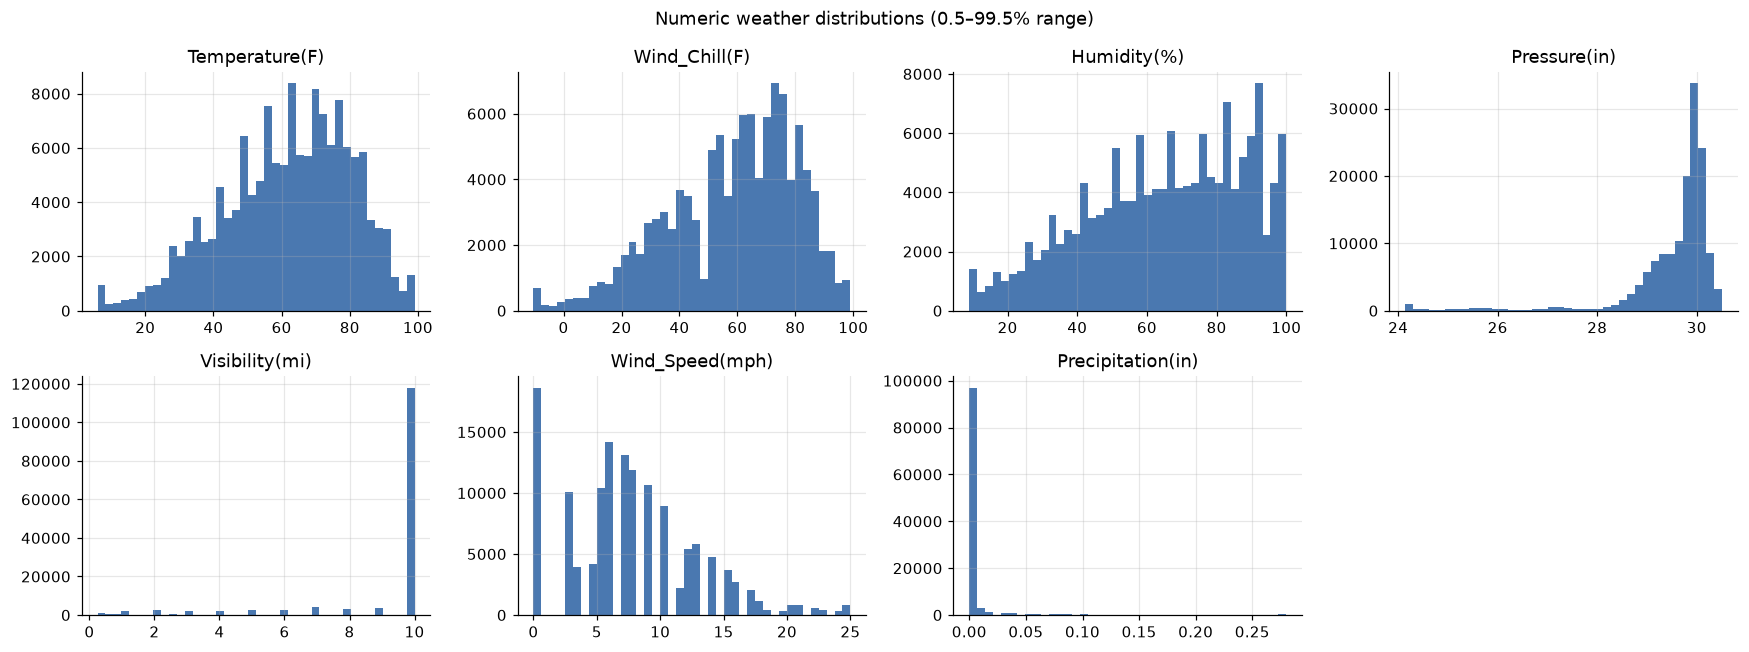 Numeric weather distributions (0.5–99.5% range)
Temperature(F)
8000
6000
4000
2000
0
20 40 60 80 100
Wind_Chill(F)
6000
4000
2000
0
0 20 40 60 80 100
Humidity(%)
8000
6000
4000
2000
0
20 40 60 80 100
Pressure(in)
30000
20000
10000
0
24 26 28 30
Visibility(mi)
120000
100000
80000
60000
40000
20000
0
0 2 4 6 8 10
Wind_Speed(mph)
15000
10000
5000
0
0 5 10 15 20 25
Precipitation(in)
100000
80000
60000
40000
20000
0
0.00 0.05 0.10 0.15 0.20 0.25